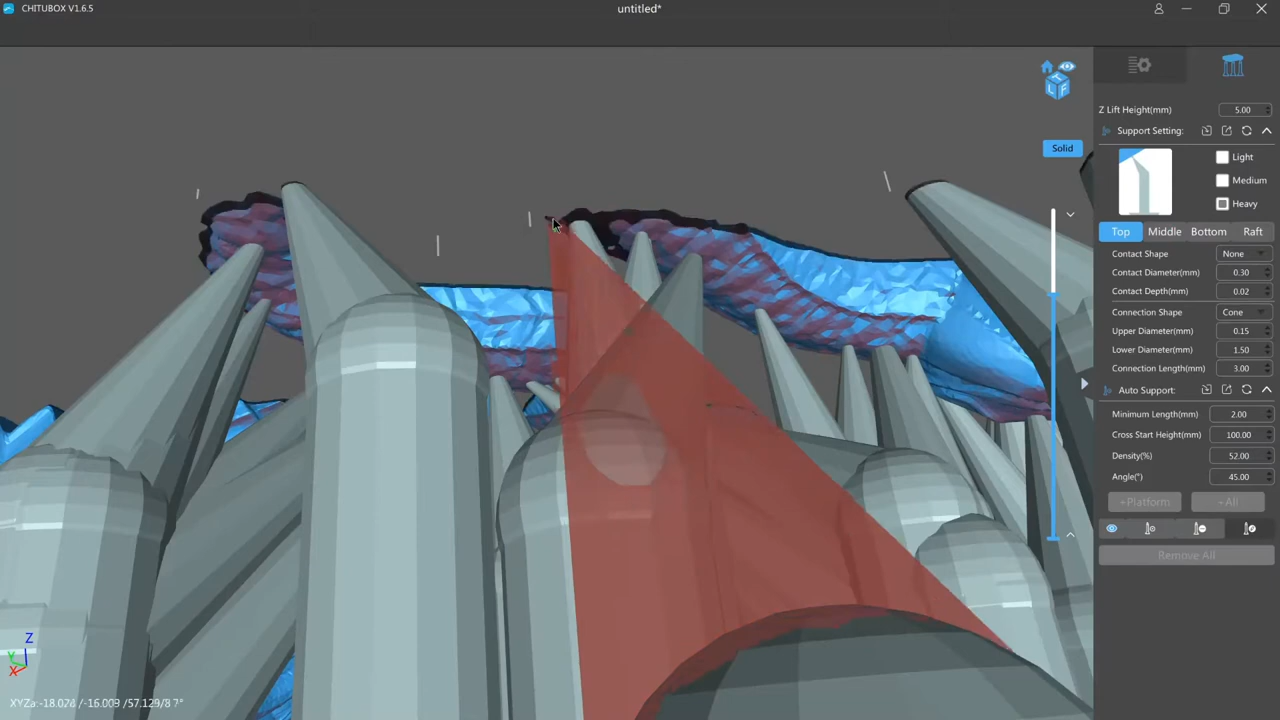 CHITUBOX V1.6.5
untitled*
Solid
Z Lift Height(mm) 5.00
Support Setting:
Light
Medium
Heavy
Top Middle Bottom Raft
Contact Shape None
Contact Diameter(mm) 0.30
Contact Depth(mm) 0.02
Connection Shape Cone
Upper Diameter(mm) 0.15
Lower Diameter(mm) 1.50
Connection Length(mm) 3.00
Auto Support:
Minimum Length(mm) 2.00
Cross Start Height(mm) 100.00
Density(%) 52.00
Angle(°) 45.00
+Platform +All
Remove All
Z
Y
X